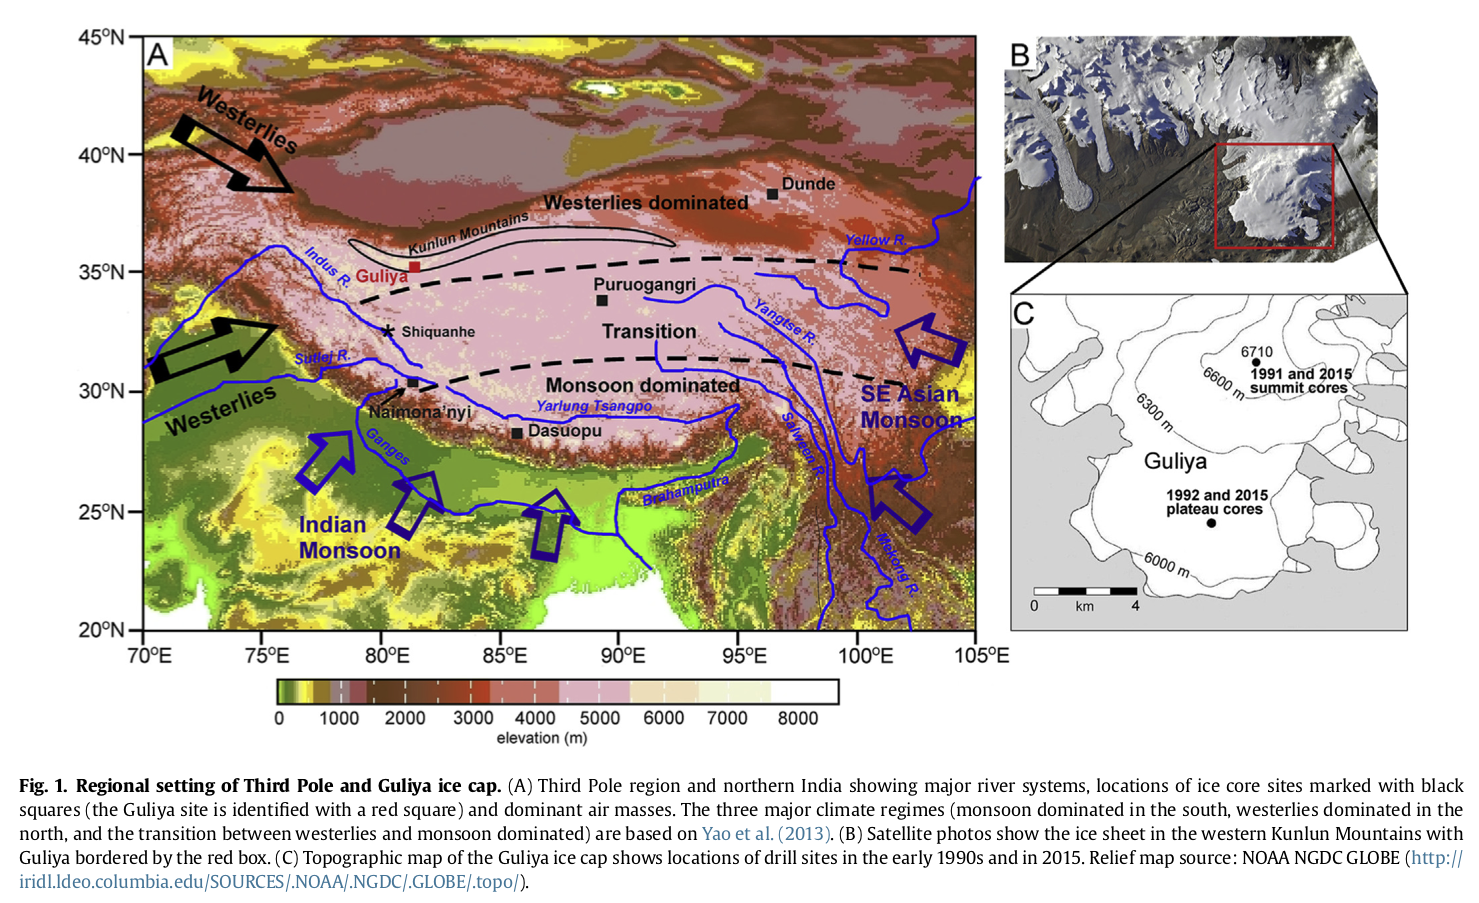 A
45°N
40°N
35°N
30°N
25°N
20°N
70°E
75°E
80°E
85°E
90°E
95°E
100°E
105°E
Westerlies
Westerlies dominated
Dunde
Kunlun Mountains
Guliya
Indus R.
Yellow R.
Puruogangri
Yangtse R.
Shiquanhe
Transition
Sutlej R.
Monsoon dominated
Naimona'nyi
Yarlung Tsangpo
Dasuopu
Westerlies
Ganges
Salween R.
SE Asian
Monsoon
Brahamputra
Indian
Monsoon
Mekong R.
0
1000
2000
3000
4000
5000
6000
7000
8000
elevation (m)
B
C
6710
1991 and 2015
summit cores
6600 m
6300 m
Guliya
1992 and 2015
plateau cores
6000 m
0 km 4
Fig. 1. Regional setting of Third Pole and Guliya ice cap. (A) Third Pole region and northern India showing major river systems, locations of ice core sites marked with black
squares (the Guliya site is identified with a red square) and dominant air masses. The three major climate regimes (monsoon dominated in the south, westerlies dominated in the
north, and the transition between westerlies and monsoon dominated) are based on Yao et al. (2013). (B) Satellite photos show the ice sheet in the western Kunlun Mountains with
Guliya bordered by the red box. (C) Topographic map of the Guliya ice cap shows locations of drill sites in the early 1990s and in 2015. Relief map source: NOAA NGDC GLOBE (http://
iridl.ldeo.columbia.edu/SOURCES/.NOAA/.NGDC/.GLOBE/.topo/).